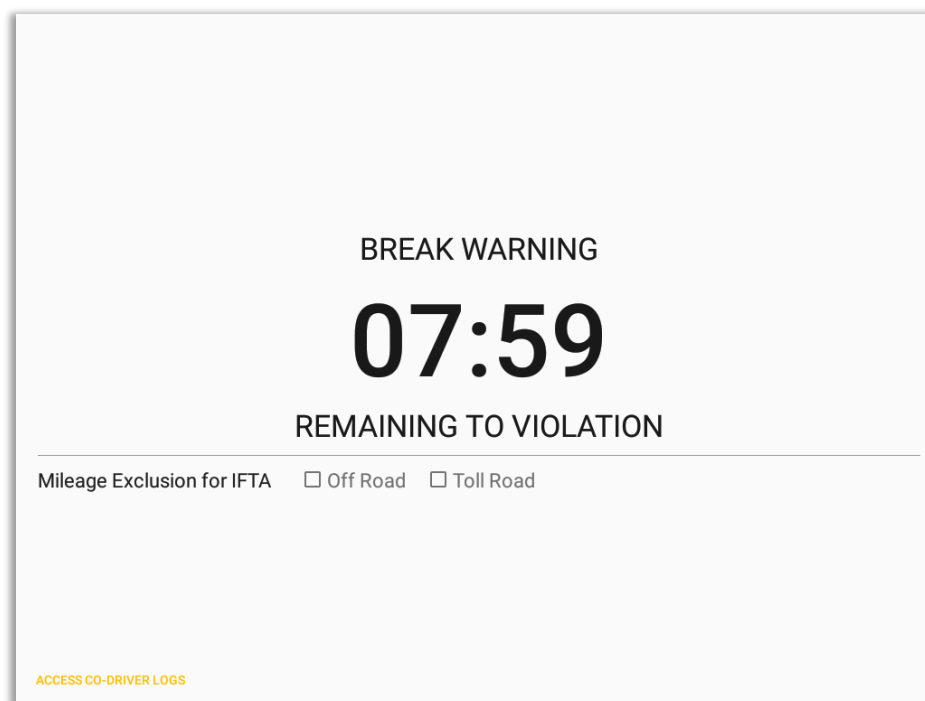 BREAK WARNING
07:59
REMAINING TO VIOLATION
Mileage Exclusion for IFTA Off Road Toll Road
ACCESS CO-DRIVER LOGS